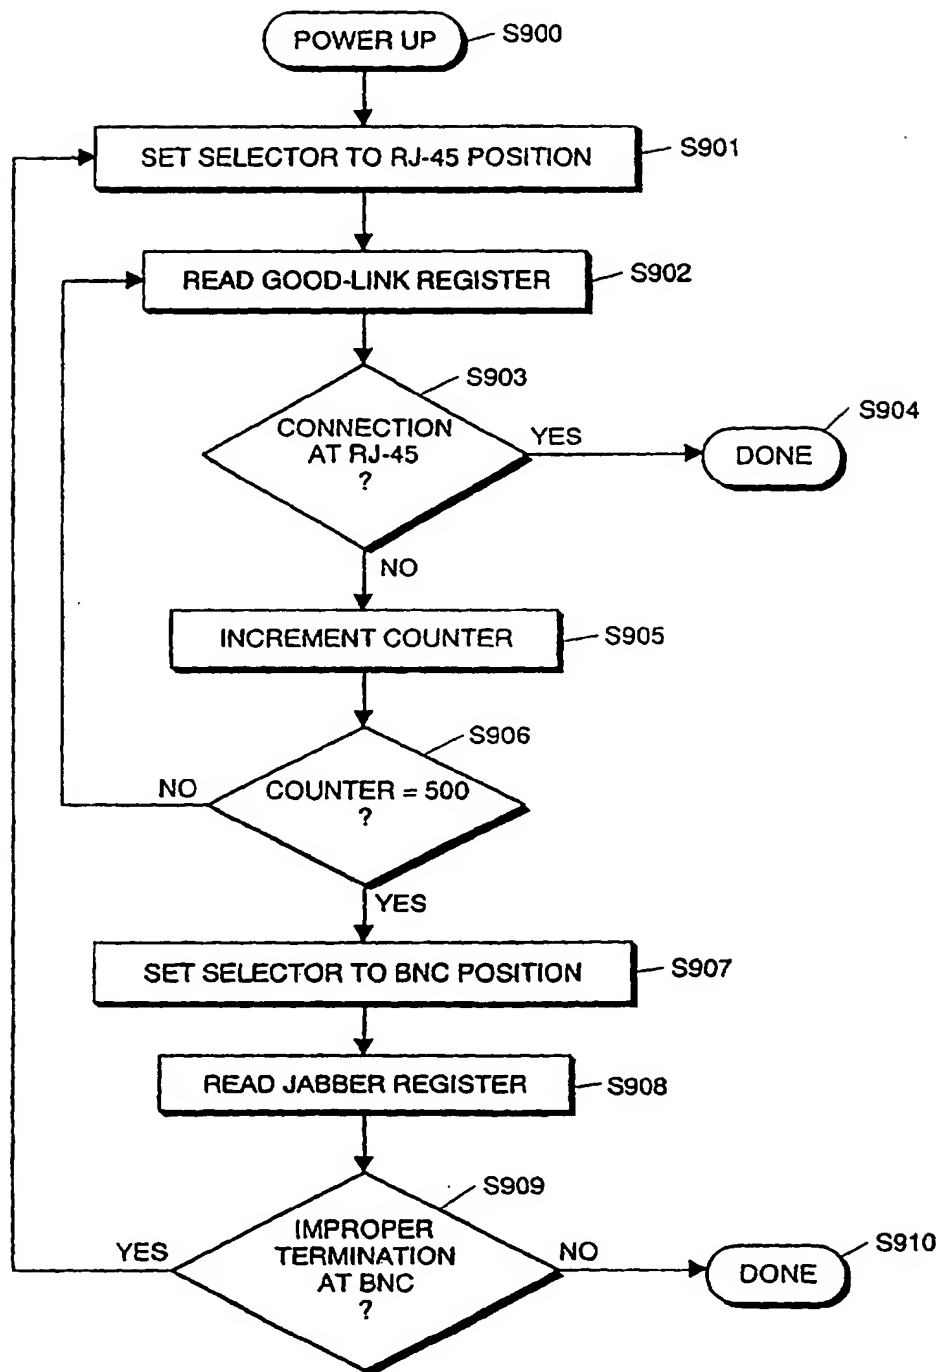 POWER UP
S900
SET SELECTOR TO RJ-45 POSITION
S901
READ GOOD-LINK REGISTER
S902
S903
CONNECTION
AT RJ-45
?
YES
S904
DONE
NO
INCREMENT COUNTER
S905
S906
NO
COUNTER = 500
?
YES
SET SELECTOR TO BNC POSITION
S907
READ JABBER REGISTER
S908
S909
YES
IMPROPER
TERMINATION
AT BNC
?
NO
S910
DONE